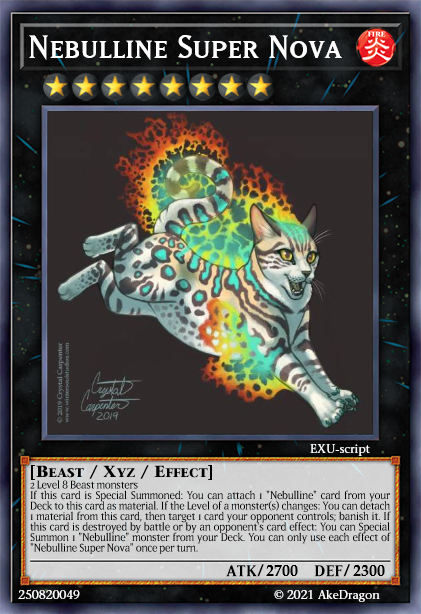 Nebulline Super Nova
FIRE
炎
© 2019 Crystal Carpenter
Crystal
Carpenter
2019
EXU-script
[Beast / Xyz / Effect]
2 Level 8 Beast monsters
If this card is Special Summoned: You can attach 1 "Nebulline" card from your
Deck to this card as material. If the Level of a monster(s) changes: You can detach
1 material from this card, then target 1 card your opponent controls; banish it. If
this card is destroyed by battle or by an opponent's card effect: You can Special
Summon 1 "Nebulline" monster from your Deck. You can only use each effect of
"Nebulline Super Nova" once per turn.
ATK/2700 DEF/2300
250820049
© 2021 AkeDragon